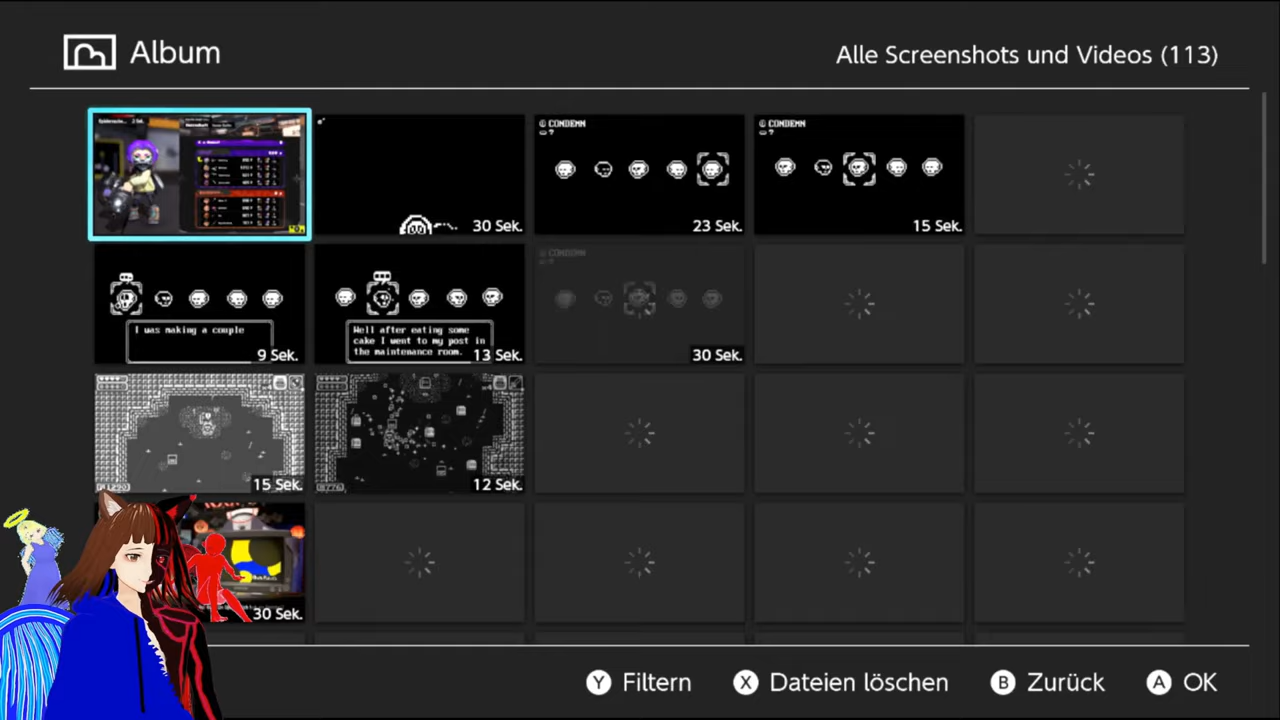 Album
Alle Screenshots und Videos (113)
30 Sek.
CONDEMN
?
23 Sek.
CONDEMN
?
15 Sek.
I was making a couple
9 Sek.
Well after eating some
cake I went to my post in
the maintenance room.
13 Sek.
CONDEMN
30 Sek.
15 Sek.
12 Sek.
30 Sek.
Y Filtern
X Dateien löschen
B Zurück
A OK